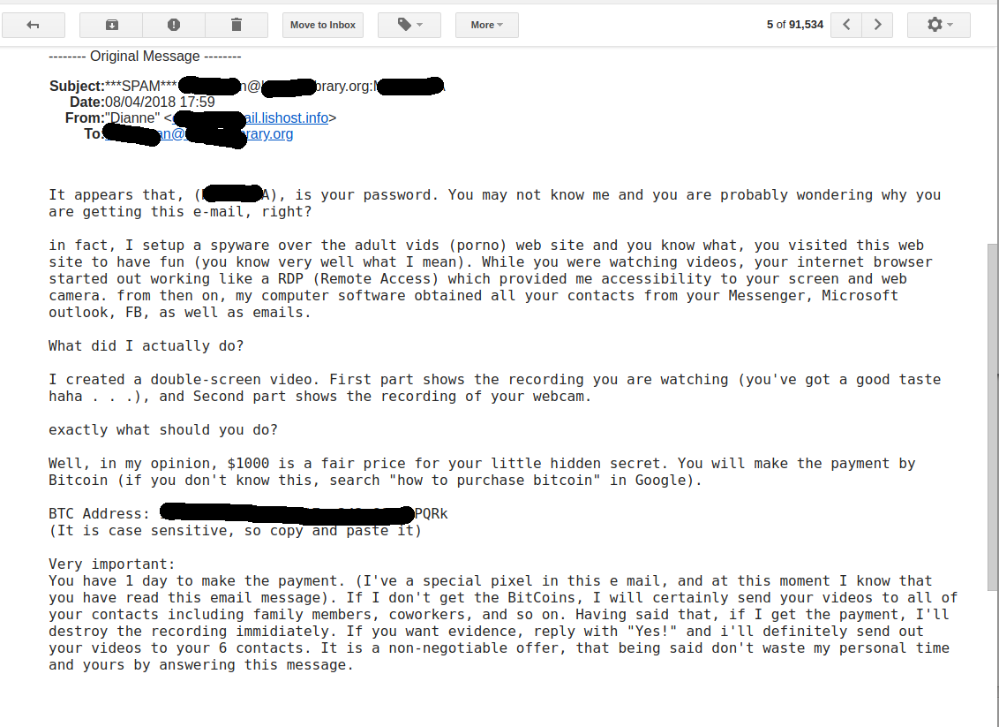 Move to Inbox
More
5 of 91,534
-------- Original Message --------
Subject:***SPAM***
Date:08/04/2018 17:59
From:"Dianne" < ail.lishost.info>
To: an@ rary.org
It appears that, ( A), is your password. You may not know me and you are probably wondering why you
are getting this e-mail, right?
in fact, I setup a spyware over the adult vids (porno) web site and you know what, you visited this web
site to have fun (you know very well what I mean). While you were watching videos, your internet browser
started out working like a RDP (Remote Access) which provided me accessibility to your screen and web
camera. from then on, my computer software obtained all your contacts from your Messenger, Microsoft
outlook, FB, as well as emails.
What did I actually do?
I created a double-screen video. First part shows the recording you are watching (you've got a good taste
haha . . .), and Second part shows the recording of your webcam.
exactly what should you do?
Well, in my opinion, $1000 is a fair price for your little hidden secret. You will make the payment by
Bitcoin (if you don't know this, search "how to purchase bitcoin" in Google).
BTC Address: PQRk
(It is case sensitive, so copy and paste it)
Very important:
You have 1 day to make the payment. (I've a special pixel in this e mail, and at this moment I know that
you have read this email message). If I don't get the BitCoins, I will certainly send your videos to all of
your contacts including family members, coworkers, and so on. Having said that, if I get the payment, I'll
destroy the recording immidiately. If you want evidence, reply with "Yes!" and i'll definitely send out
your videos to your 6 contacts. It is a non-negotiable offer, that being said don't waste my personal time
and yours by answering this message.